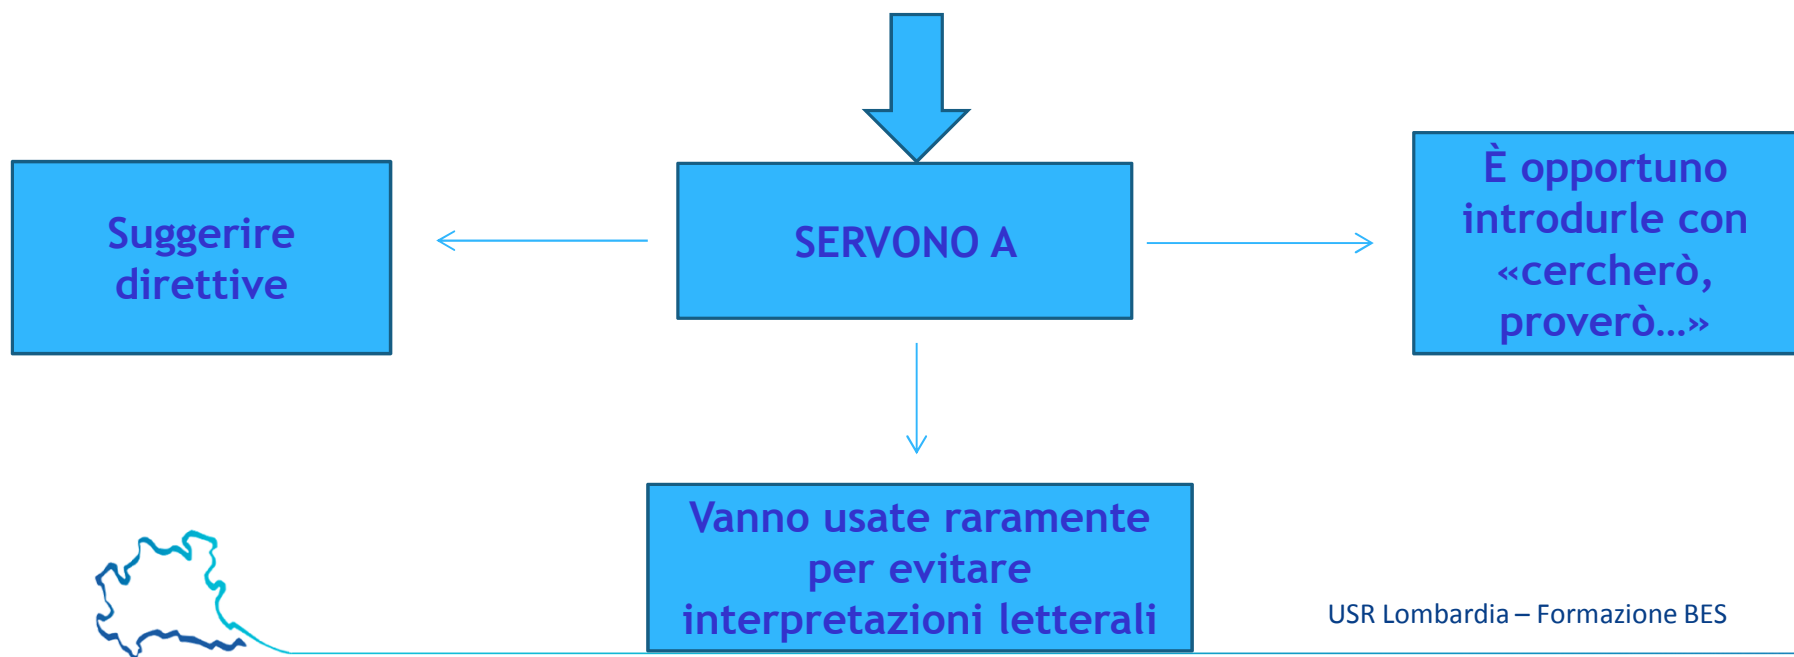 Suggerire
direttive
SERVONO A
È opportuno
introdurle con
«cercherò,
proverò…»
Vanno usate raramente
per evitare
interpretazioni letterali
USR Lombardia – Formazione BES